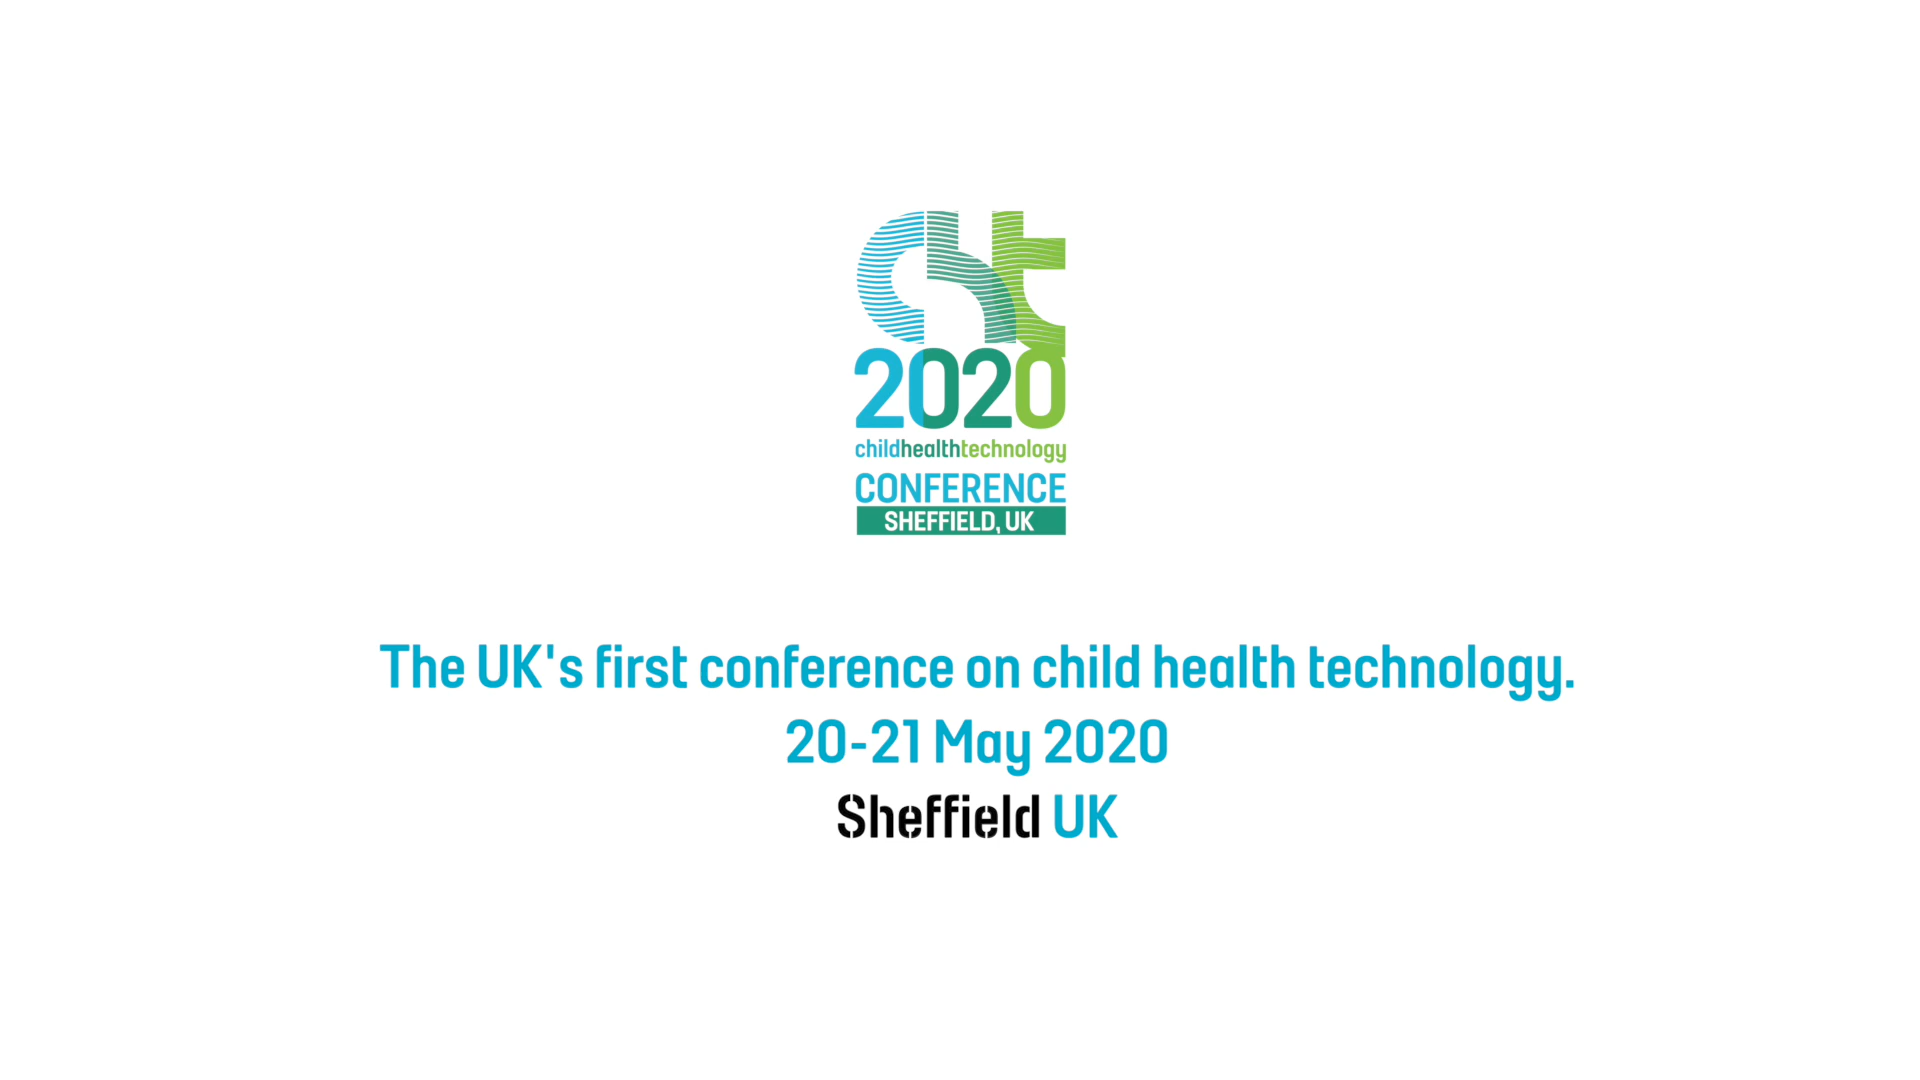 cht
2020
childhealthtechnology
CONFERENCE
SHEFFIELD, UK
The UK's first conference on child health technology.
20-21 May 2020
Sheffield UK